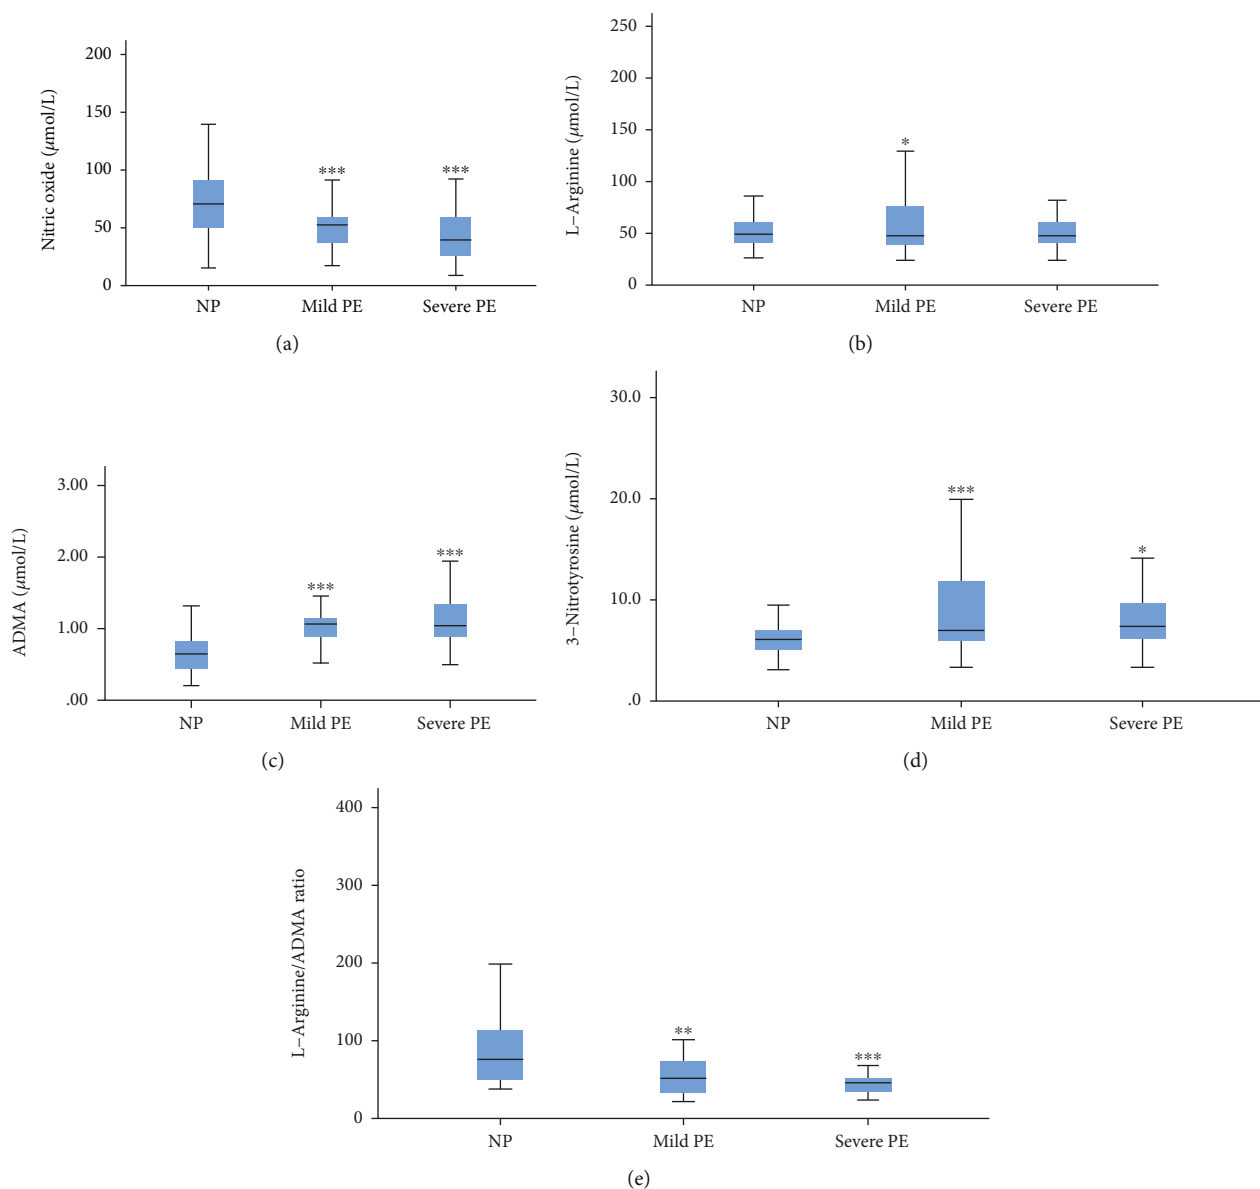 Nitric oxide (μmol/L)
200
150
100
50
0
***
***
NP Mild PE Severe PE
(a)
L−Arginine (μmol/L)
250
200
150
100
50
0
*
NP Mild PE Severe PE
(b)
ADMA (μmol/L)
3.00
2.00
1.00
.00
***
***
NP Mild PE Severe PE
(c)
3−Nitrotyrosine (μmol/L)
30.0
20.0
10.0
.0
***
*
NP Mild PE Severe PE
(d)
L−Arginine/ADMA ratio
400
300
200
100
0
**
***
NP Mild PE Severe PE
(e)